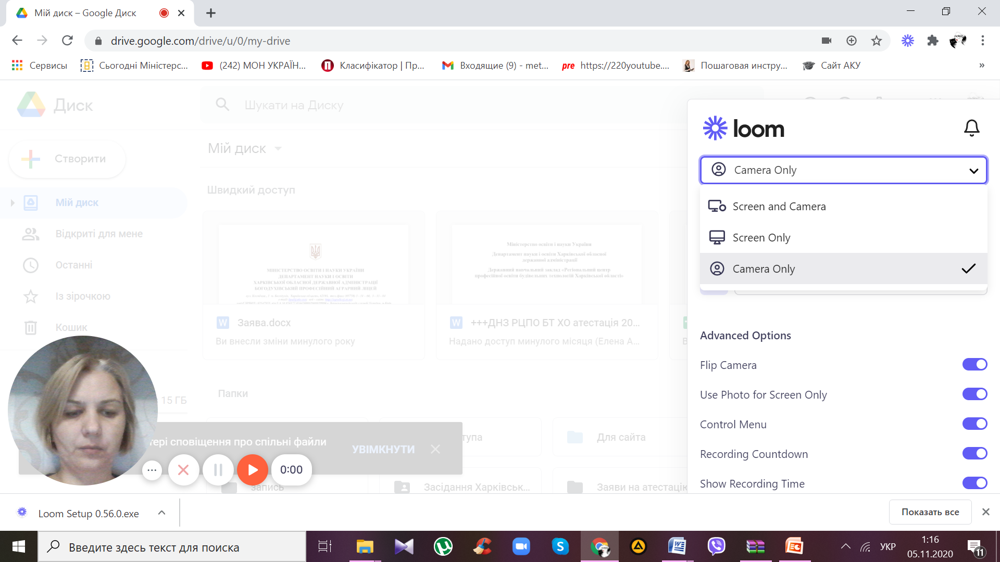 Мій диск – Google Диск
drive.google.com/drive/u/0/my-drive
Сервисы
Сьогодні Міністерс...
(242) МОН УКРАЇН...
Класифікатор | Пр...
Входящие (9) - met...
pre https://220youtube....
Пошаговая инстру...
Сайт АКУ
»
Диск
Шукати на Диску
loom
Створити
Мій диск
Camera Only
Швидкий доступ
Screen and Camera
Screen Only
Camera Only
Мій диск
Відкриті для мене
Останні
Із зірочкою
Кошик
15 ГБ
МІНІСТЕРСТВО ОСВІТИ І НАУКИ УКРАЇНИ
ДЕПАРТАМЕНТ НАУКИ І ОСВІТИ
ХАРКІВСЬКОЇ ОБЛАСНОЇ ДЕРЖАВНОЇ АДМІНІСТРАЦІЇ
БОГОДУХІВСЬКИЙ ПРОФЕСІЙНИЙ АГРАРНИЙ ЛІЦЕЙ
Міністерство освіти і науки України
Департамент науки і освіти Харківської обласної
державної адміністрації
Державний навчальний заклад «Регіональний центр
професійної освіти будівельних технологій Харківської області»
W Заява.docx
Ви внесли зміни минулого року
W +++ДНЗ РЦПО БТ ХО атестація 20...
Надано доступ минулого місяця (Елена А...
В
Advanced Options
Flip Camera
Use Photo for Screen Only
Control Menu
Recording Countdown
Show Recording Time
Папки
тупа
Для сайта
запись
Засідання Харківськ...
Заяви на атестацію
тері сповіщення про спільні файли
УВІМКНУТИ
0:00
Loom Setup 0.56.0.exe
Показать все
Введите здесь текст для поиска
УКР
1:16
05.11.2020
11